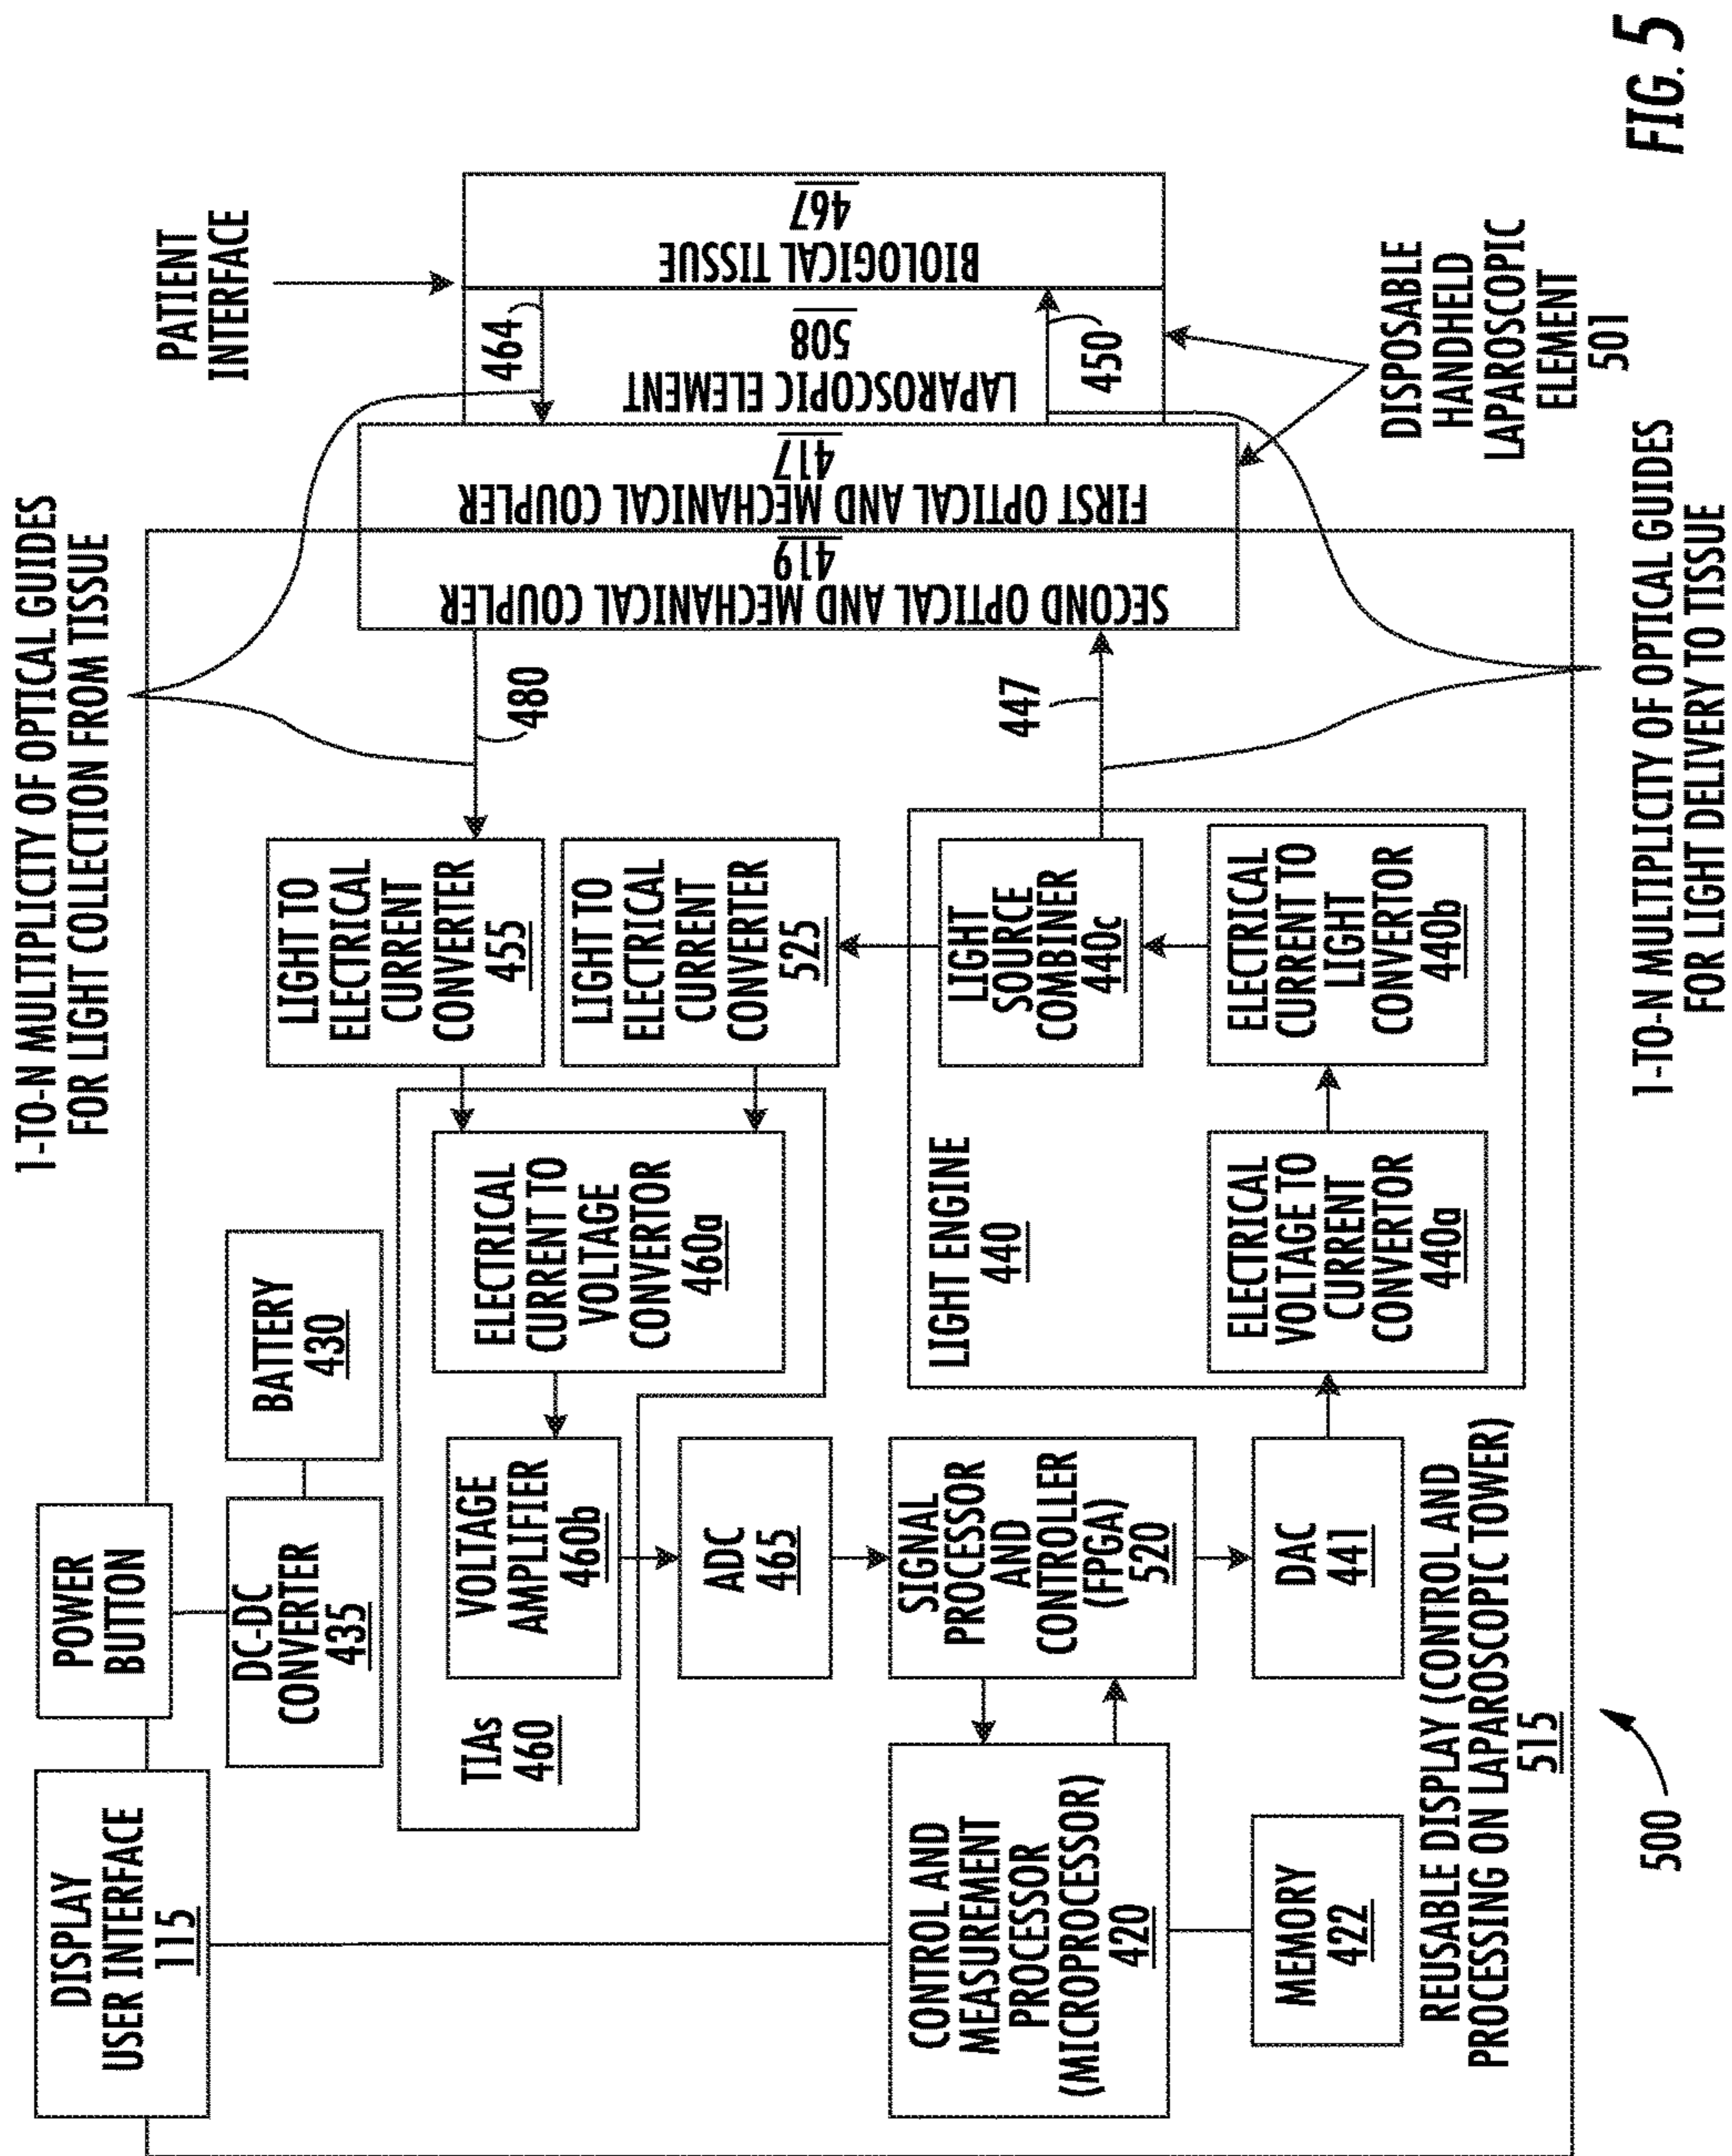 1-TO-N MULTIPLICITY OF OPTICAL GUIDES
FOR LIGHT COLLECTION FROM TISSUE
PATIENT
INTERFACE
DISPLAY
USER INTERFACE
115
POWER
BUTTON
DC-DC
CONVERTER
435
BATTERY
430
LIGHT TO
ELECTRICAL
CURRENT
CONVERTER
455
480
SECOND OPTICAL AND MECHANICAL COUPLER
419
FIRST OPTICAL AND MECHANICAL COUPLER
417
464
LAPAROSCOPIC ELEMENT
508
450
BIOLOGICAL TISSUE
467
TIAs
460
VOLTAGE
AMPLIFIER
460b
ELECTRICAL
CURRENT TO
VOLTAGE
CONVERTOR
460a
LIGHT TO
ELECTRICAL
CURRENT
CONVERTER
525
ADC
465
CONTROL AND
MEASUREMENT
PROCESSOR
(MICROPROCESSOR)
420
SIGNAL
PROCESSOR
AND
CONTROLLER
(FPGA)
520
LIGHT ENGINE
440
LIGHT
SOURCE
COMBINER
440c
447
MEMORY
422
DAC
441
ELECTRICAL
VOLTAGE TO
CURRENT
CONVERTOR
440a
ELECTRICAL
CURRENT TO
LIGHT
CONVERTOR
440b
DISPOSABLE
HANDHELD
LAPAROSCOPIC
ELEMENT
501
REUSABLE DISPLAY (CONTROL AND
PROCESSING ON LAPAROSCOPIC TOWER)
515
500
1-TO-N MULTIPLICITY OF OPTICAL GUIDES
FOR LIGHT DELIVERY TO TISSUE
FIG. 5